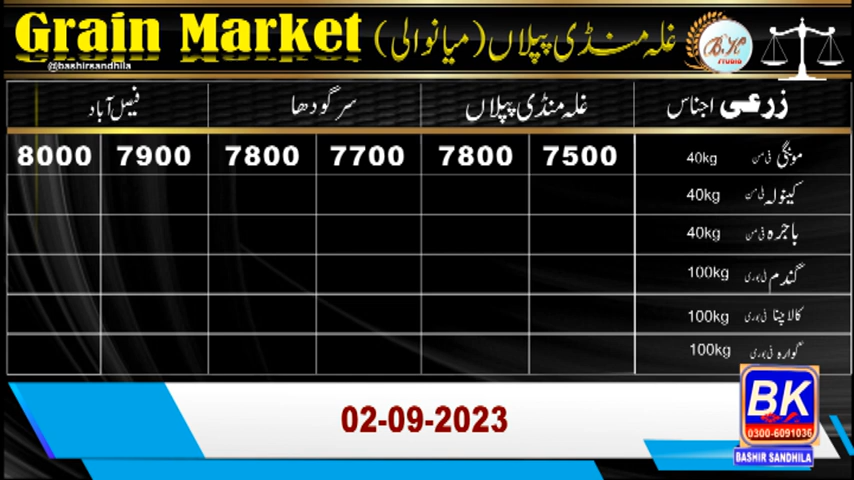 Grain Market غلہ منڈی پپلاں (میانوالی)
@bashirsandhila
B.K
STUDIO
زرعی اجناس غلہ منڈی پپلاں سرگودھا فیصل آباد
مونگی فی من 40kg 7500 7800 7700 7800 7900 8000
کینولہ فی من 40kg
باجرہ فی من 40kg
گندم فی بوری 100kg
کالا چنا فی بوری 100kg
گوارہ فی بوری 100kg
02-09-2023
BK
0300-6091036
BASHIR SANDHILA